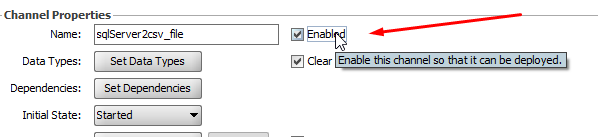 Channel Properties
Name: sqlServer2csv_file Enabled
Data Types: Set Data Types Clear Enable this channel so that it can be deployed.
Dependencies: Set Dependencies
Initial State: Started